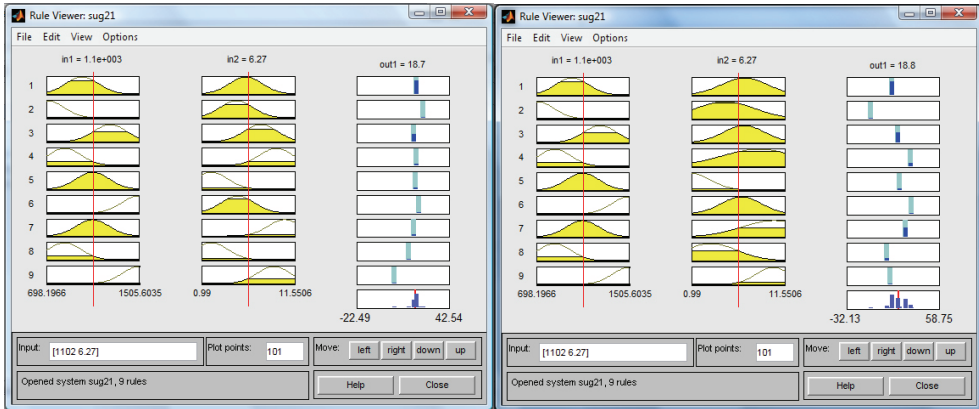 Rule Viewer: sug21
File Edit View Options
in1 = 1.1e+003 in2 = 6.27 out1 = 18.7
1
2
3
4
5
6
7
8
9
698.1966 1505.6035 0.99 11.5506
-22.49 42.54
Input: [1102 6.27] Plot points: 101 Move: left right down up
Opened system sug21, 9 rules Help Close
Rule Viewer: sug21
File Edit View Options
in1 = 1.1e+003 in2 = 6.27 out1 = 18.8
1
2
3
4
5
6
7
8
9
698.1966 1505.6035 0.99 11.5506
-32.13 58.75
Input: [1102 6.27] Plot points: 101 Move: left right down up
Opened system sug21, 9 rules Help Close